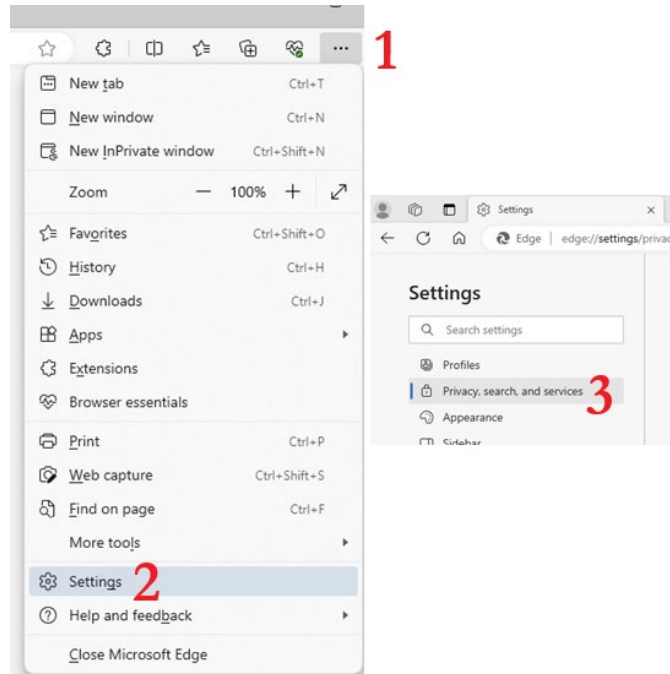 1
New tab Ctrl+T
New window Ctrl+N
New InPrivate window Ctrl+Shift+N
Zoom — 100% +
Favorites Ctrl+Shift+O
History Ctrl+H
Downloads Ctrl+J
Apps
Extensions
Browser essentials
Print Ctrl+P
Web capture Ctrl+Shift+S
Find on page Ctrl+F
More tools
Settings 2
Help and feedback
Close Microsoft Edge
Settings
Edge | edge://settings/privac
Settings
Search settings
Profiles
Privacy, search, and services 3
Appearance
Sidebar